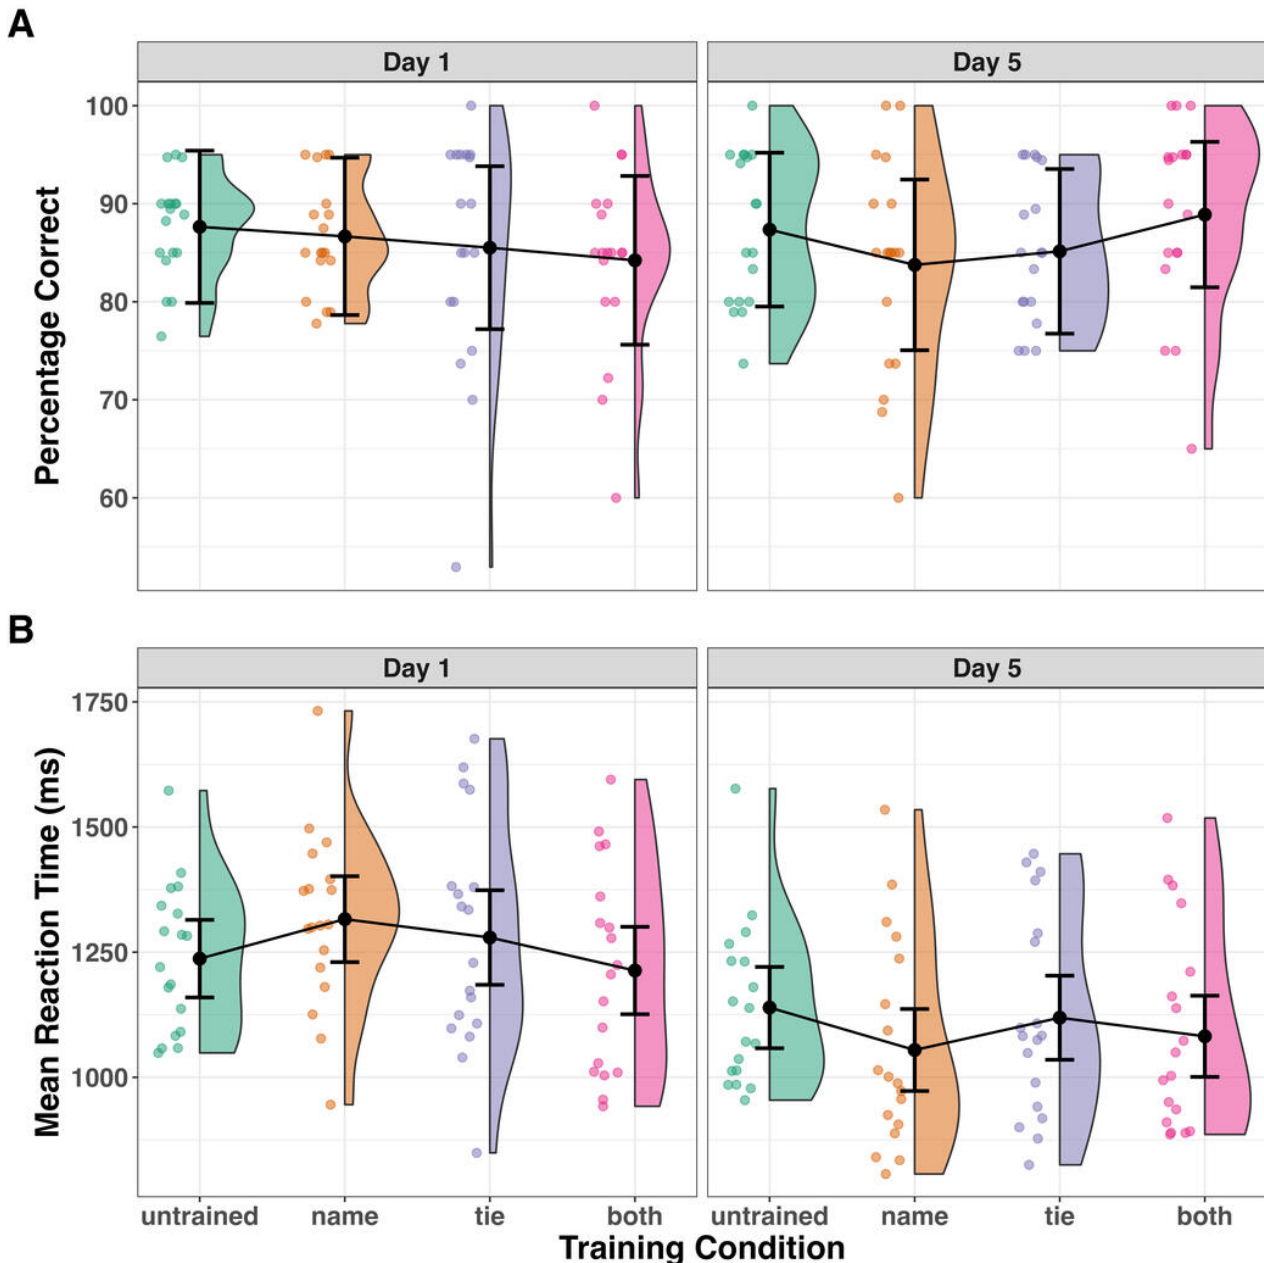 A
Day 1
Day 5
Percentage Correct
100
90
80
70
60
B
Day 1
Day 5
Mean Reaction Time (ms)
1750
1500
1250
1000
untrained name tie both untrained name tie both
Training Condition